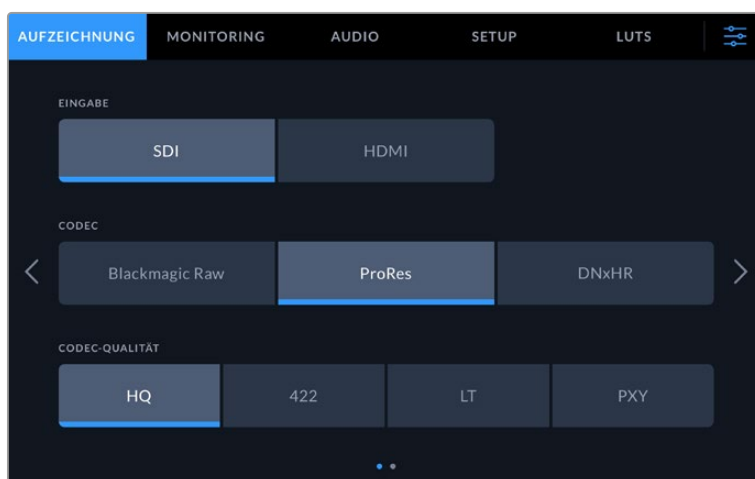 AUFZEICHNUNG MONITORING AUDIO SETUP LUTS
EINGABE
SDI HDMI
CODEC
Blackmagic Raw ProRes DNxHR
CODEC-QUALITÄT
HQ 422 LT PXY